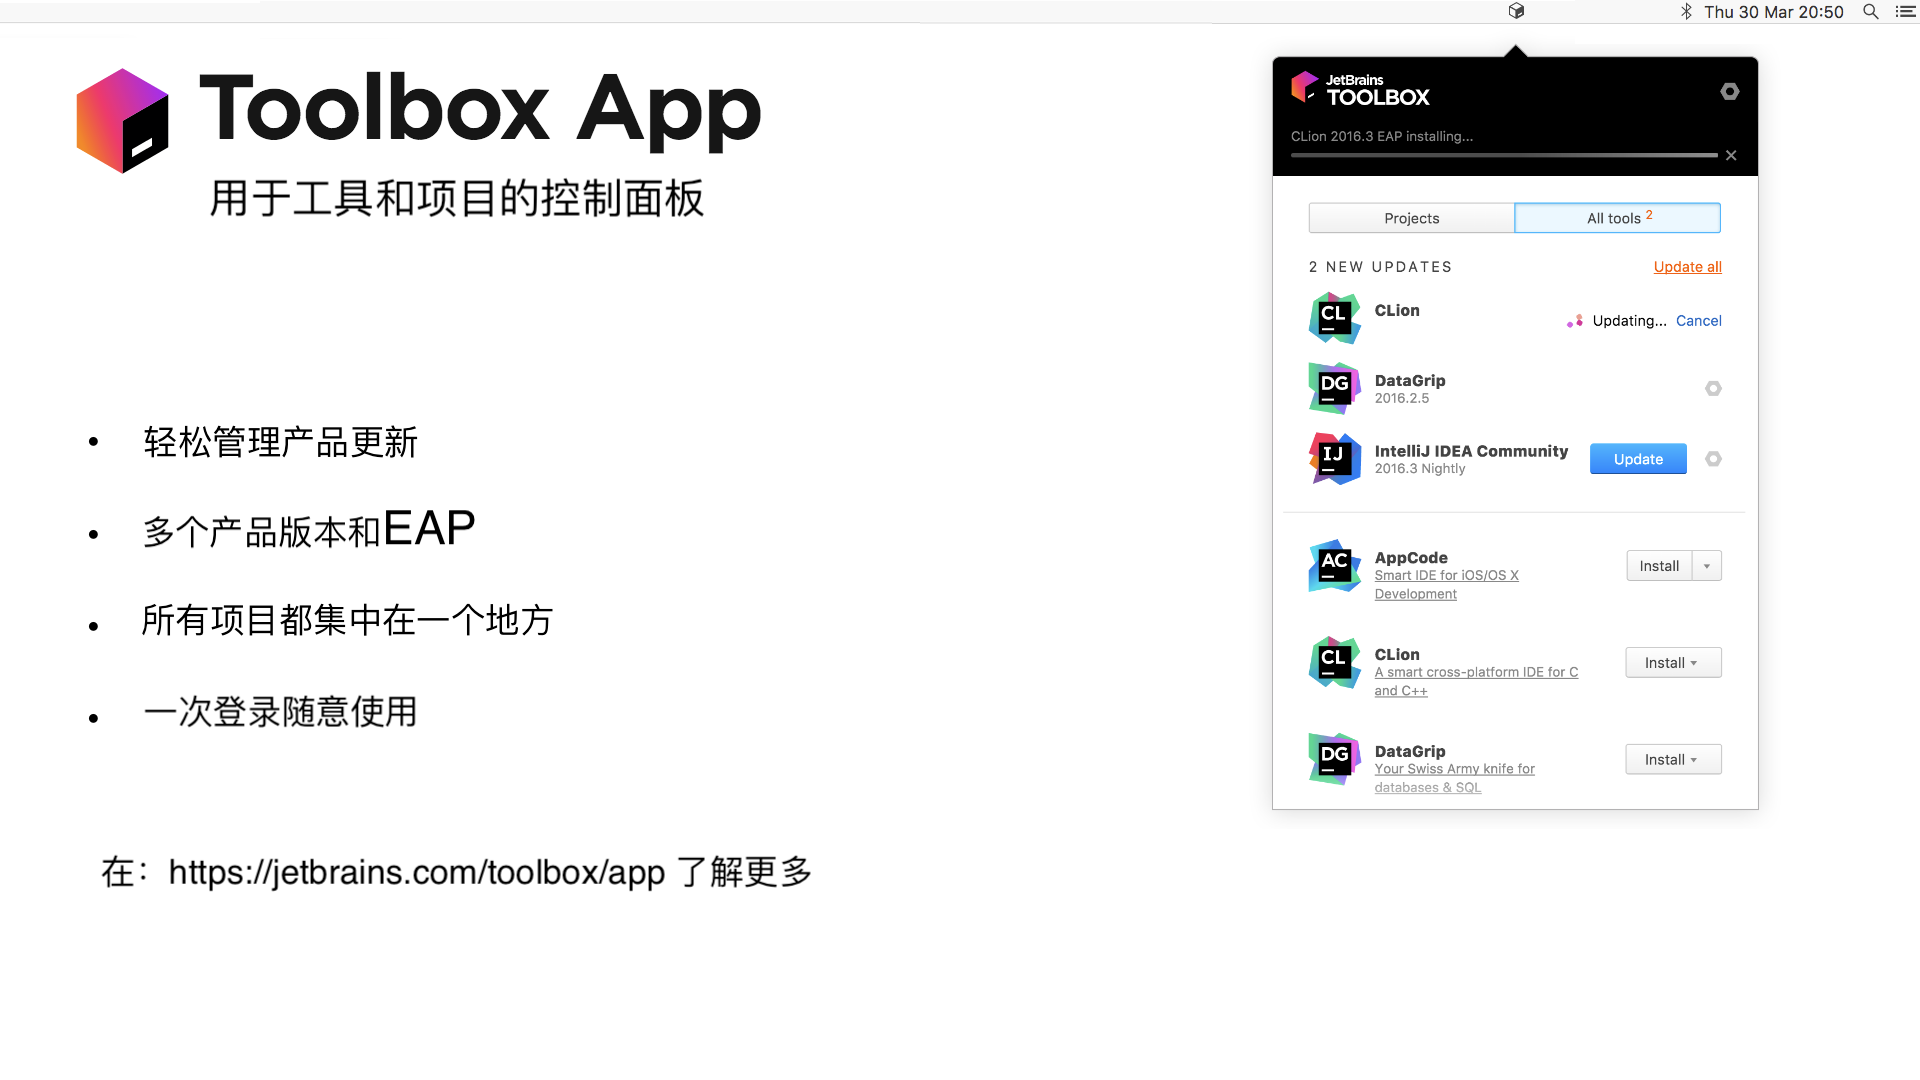 Thu 30 Mar 20:50
Toolbox App
用于工具和项目的控制面板
• 轻松管理产品更新
• 多个产品版本和EAP
• 所有项目都集中在一个地方
• 一次登录随意使用
在：https://jetbrains.com/toolbox/app 了解更多
JetBrains
TOOLBOX
CLion 2016.3 EAP installing...
Projects
All tools 2
2 NEW UPDATES
Update all
CL
CLion
Updating...
Cancel
DG
DataGrip
2016.2.5
IJ
IntelliJ IDEA Community
2016.3 Nightly
Update
AC
AppCode
Smart IDE for iOS/OS X
Development
Install
CL
CLion
A smart cross-platform IDE for C
and C++
Install
DG
DataGrip
Your Swiss Army knife for
databases & SQL
Install